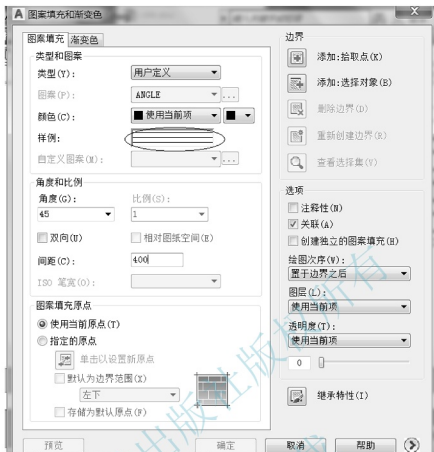 图案填充和渐变色
图案填充 渐变色
类型和图案
类型(Y): 用户定义
图案(P): ANGLE ...
颜色(C): 使用当前项
样例:
自定义图案(M): ...
角度和比例
角度(G): 比例(S):
45 1
双向(U) 相对图纸空间(E)
间距(C): 400
ISO 笔宽(O):
图案填充原点
使用当前原点(T)
指定的原点
单击以设置新原点
默认为边界范围(X)
左下
存储为默认原点(F)
预览
边界
添加:拾取点(K)
添加:选择对象(B)
删除边界(D)
重新创建边界(R)
查看选择集(V)
选项
注释性(N)
关联(A)
创建独立的图案填充(H)
绘图次序(W):
置于边界之后
图层(L):
使用当前项
透明度(T):
使用当前项
0
继承特性(I)
确定 取消 帮助
出版社版权所有